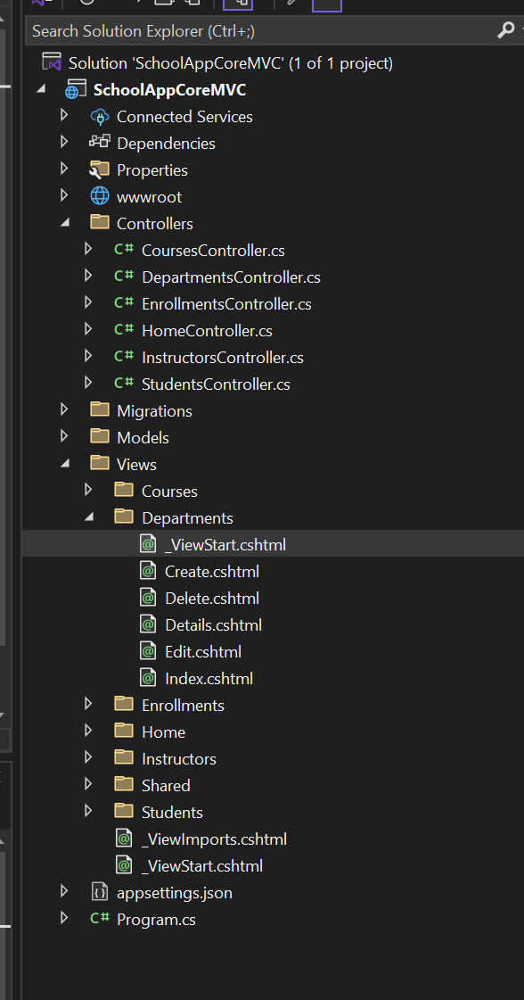 Search Solution Explorer (Ctrl+;)
Solution 'SchoolAppCoreMVC' (1 of 1 project)
SchoolAppCoreMVC
Connected Services
Dependencies
Properties
wwwroot
Controllers
C# CoursesController.cs
C# DepartmentsController.cs
C# EnrollmentsController.cs
C# HomeController.cs
C# InstructorsController.cs
C# StudentsController.cs
Migrations
Models
Views
Courses
Departments
@ _ViewStart.cshtml
@ Create.cshtml
@ Delete.cshtml
@ Details.cshtml
@ Edit.cshtml
@ Index.cshtml
Enrollments
Home
Instructors
Shared
Students
@ _ViewImports.cshtml
@ _ViewStart.cshtml
appsettings.json
C# Program.cs